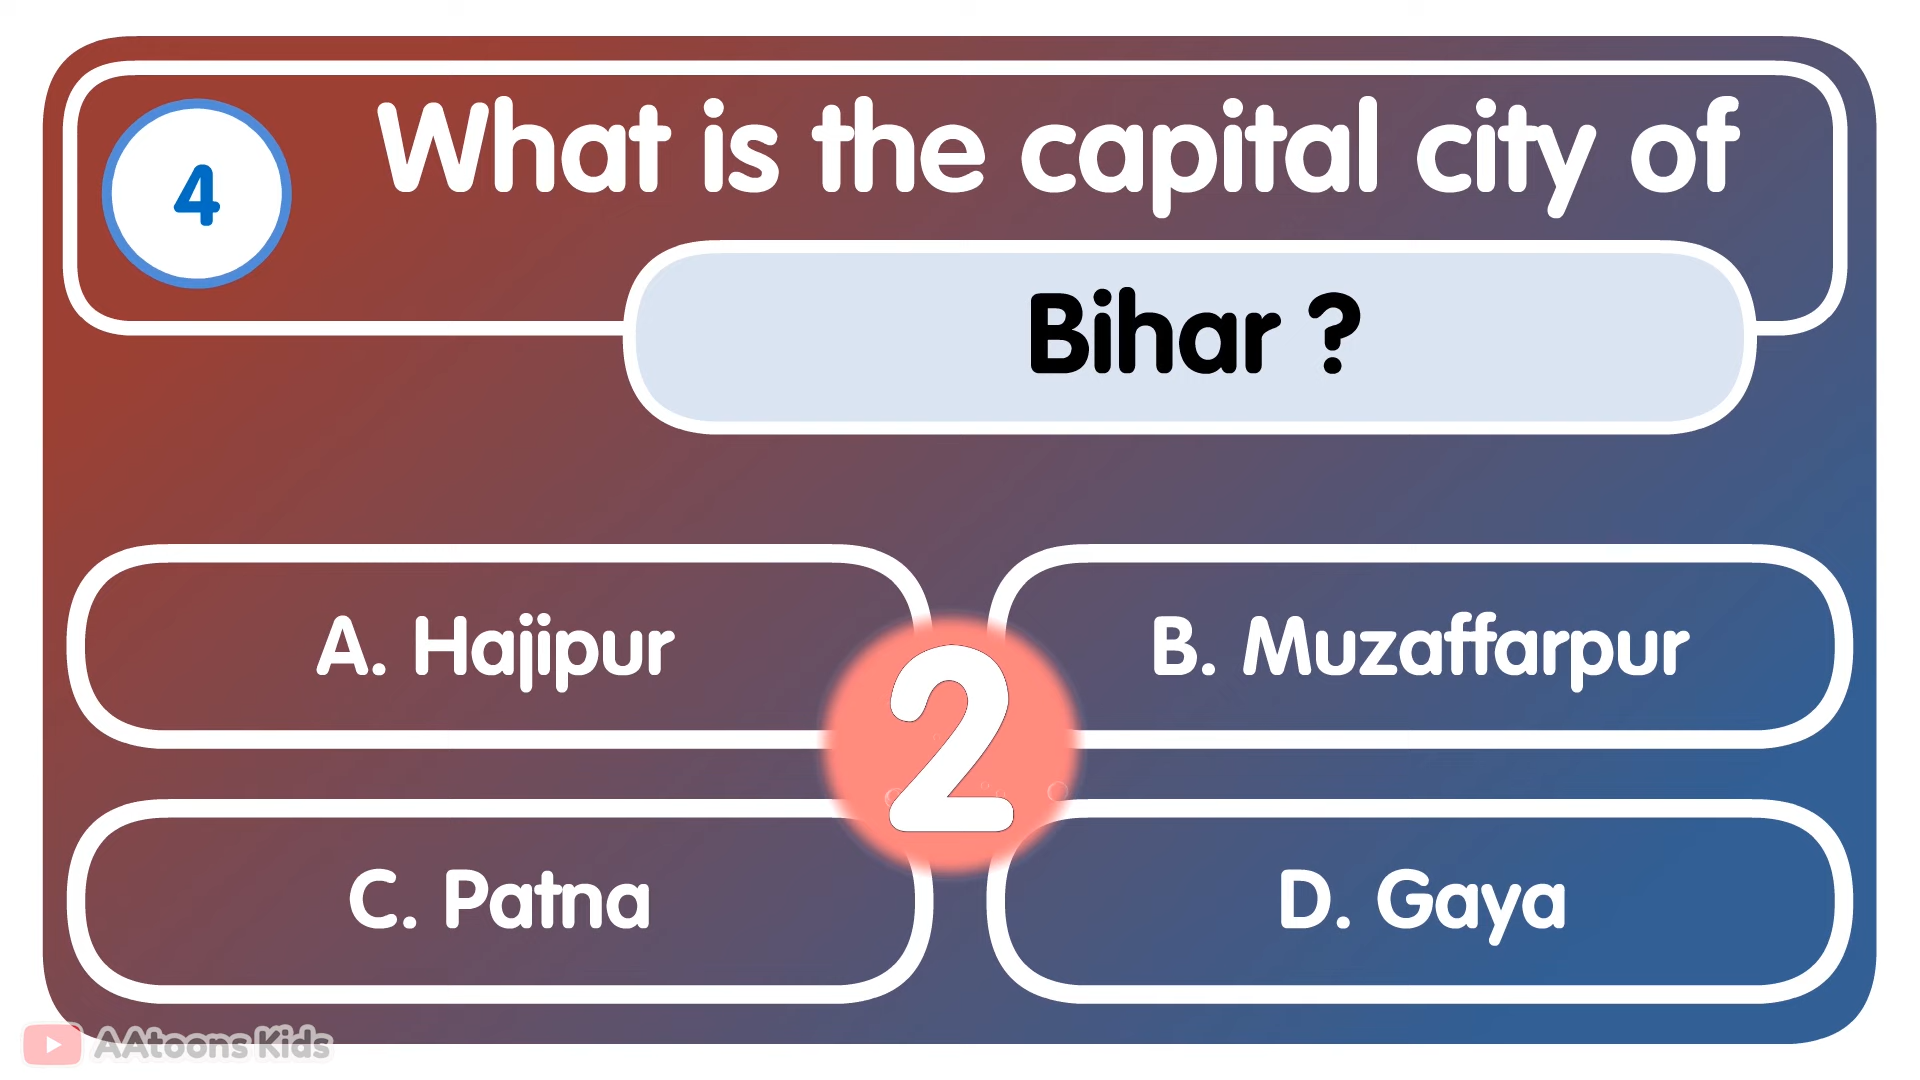 4
What is the capital city of
Bihar ?
A. Hajipur
B. Muzaffarpur
2
C. Patna
D. Gaya
AAtoons Kids